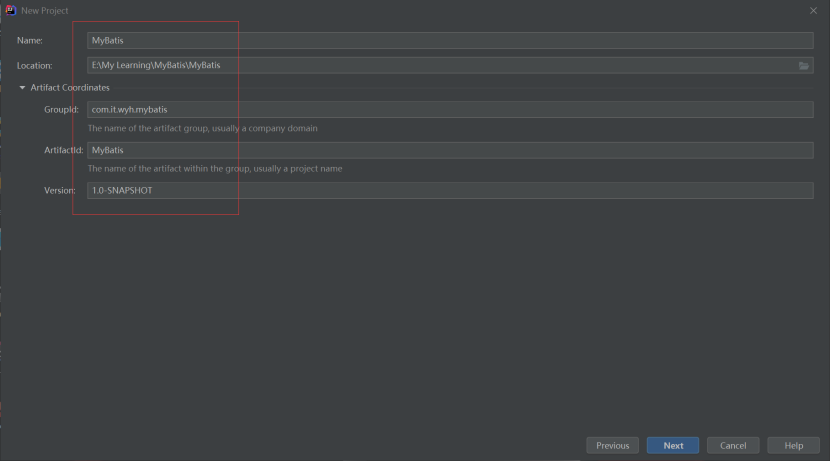 New Project
Name: MyBatis
Location: E:\My Learning\MyBatis\MyBatis
Artifact Coordinates
GroupId: com.it.wyh.mybatis
The name of the artifact group, usually a company domain
ArtifactId: MyBatis
The name of the artifact within the group, usually a project name
Version: 1.0-SNAPSHOT
Previous Next Cancel Help